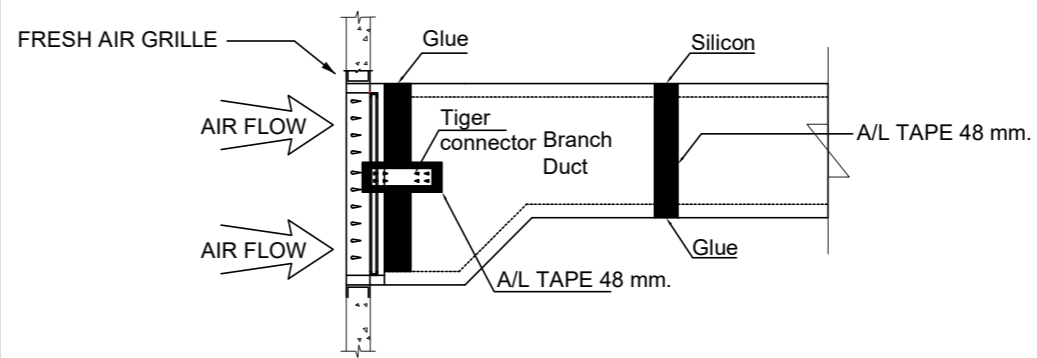 FRESH AIR GRILLE
Glue
Silicon
AIR FLOW
Tiger
connector
Branch
Duct
A/L TAPE 48 mm.
AIR FLOW
Glue
A/L TAPE 48 mm.